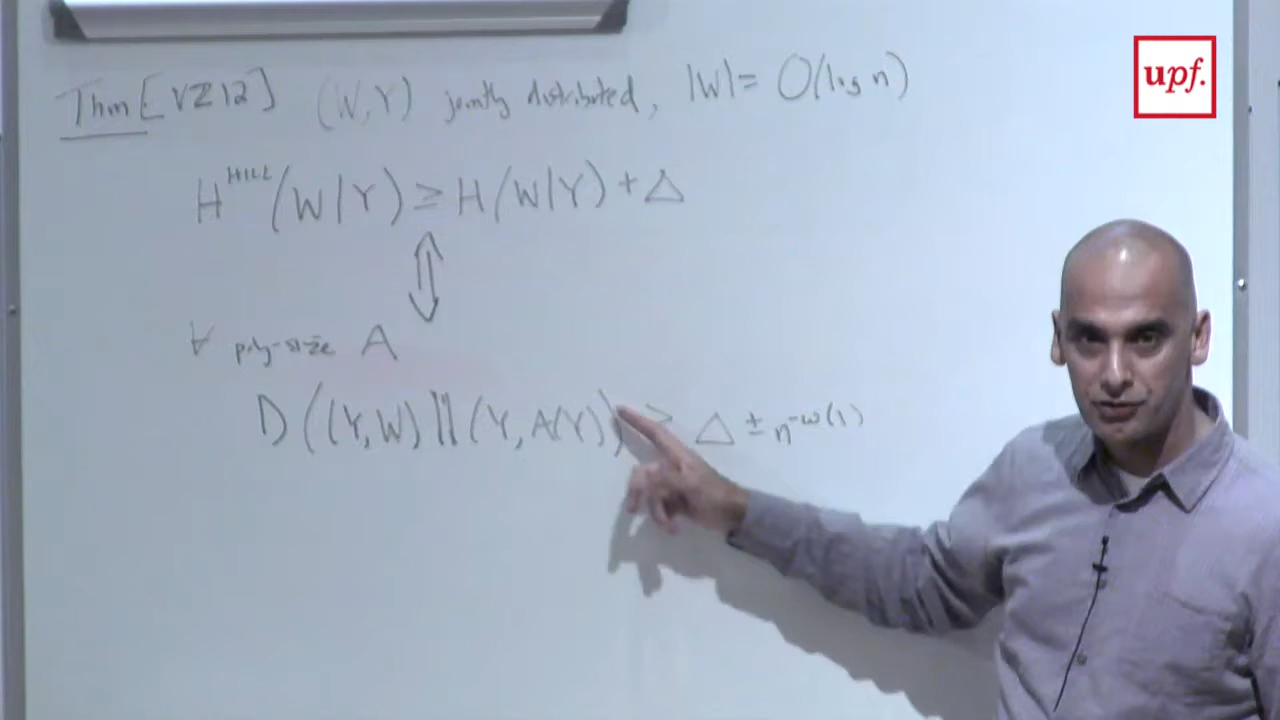 upf.
Thm [VZ12] (W,Y) jointly distributed, |W| = O(log n)
H^HILL(W|Y) ≥ H(W|Y) + Δ
⇕
∀ poly-size A
D((Y,W) || (Y, A(Y))) ≥ Δ ± n^-ω(1)